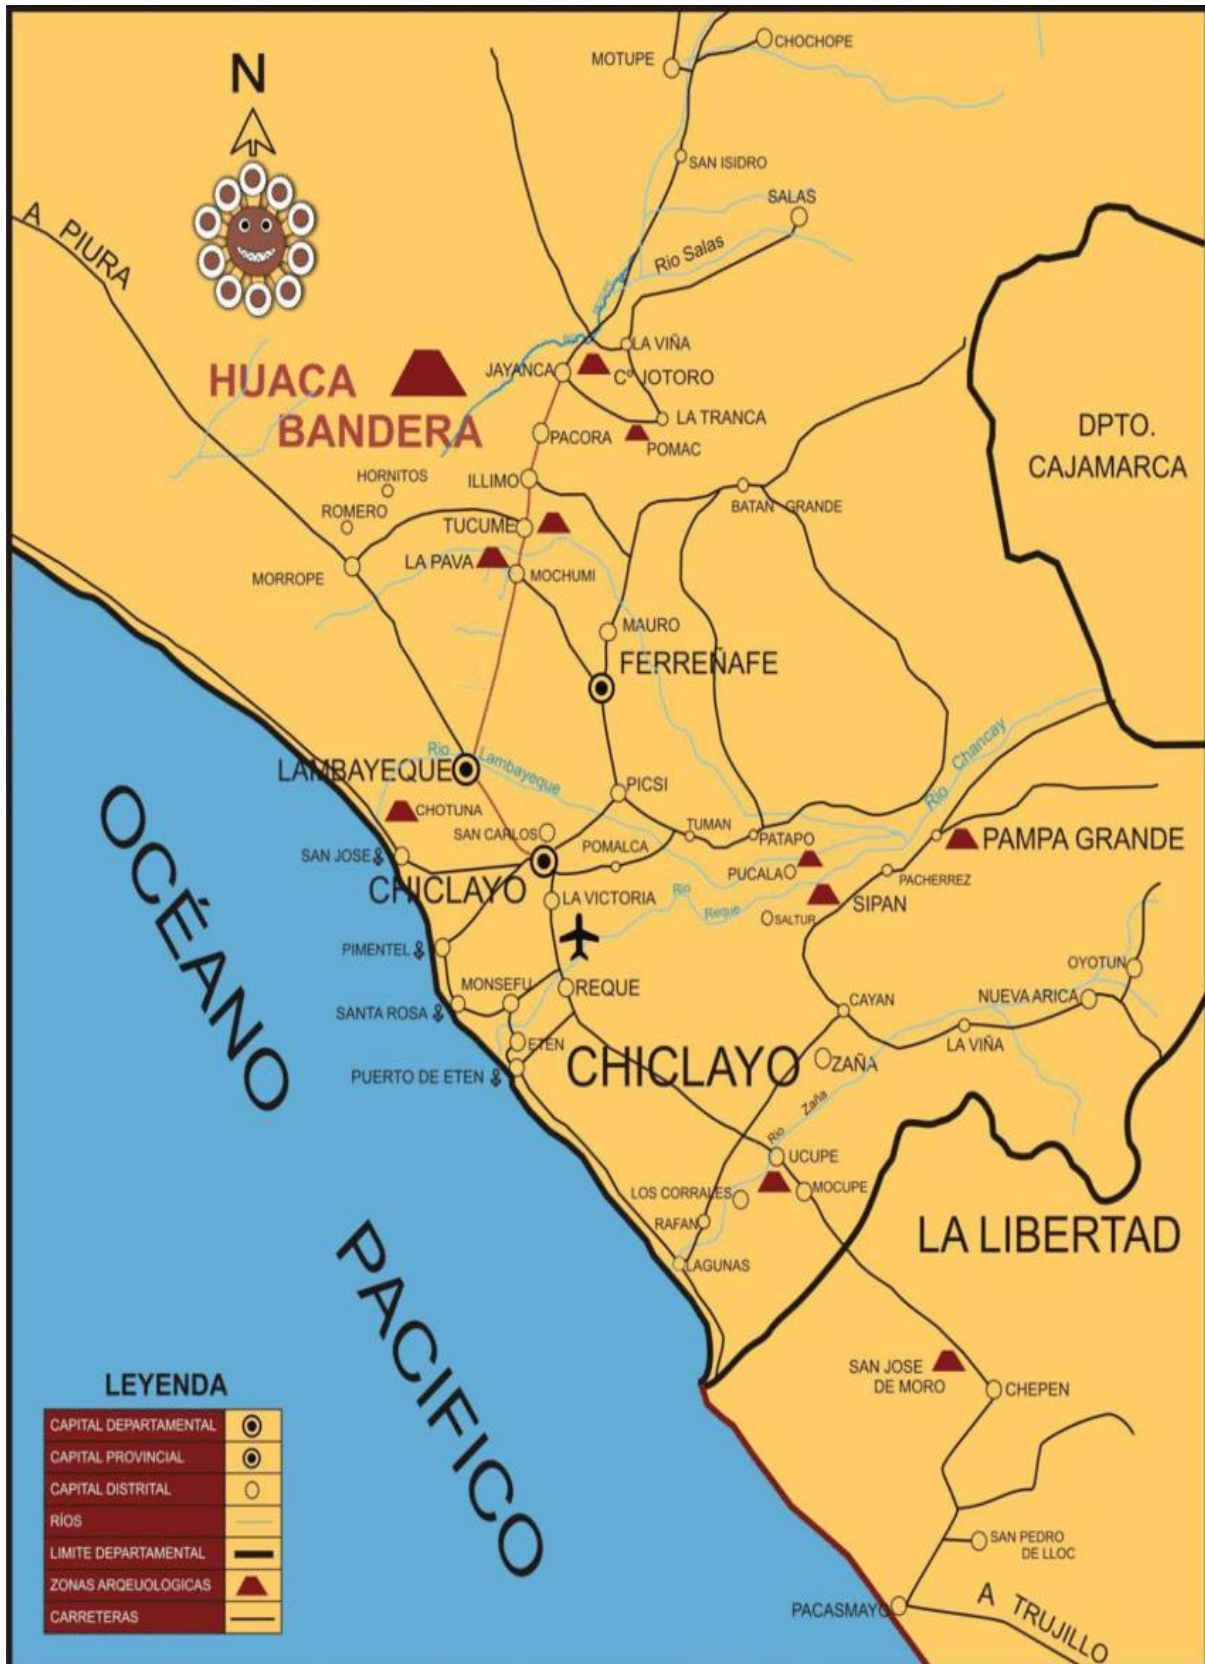 N
MOTUPE
CHOCHOPE
SAN ISIDRO
SALAS
A PIURA
Rio Salas
LA VIÑA
HUACA
BANDERA
JAYANCA
Cº JOTORO
LA TRANCA
PACORA
POMAC
DPTO.
CAJAMARCA
HORNITOS
ILLIMO
BATAN GRANDE
ROMERO
TUCUME
LA PAVA
MOCHUMI
MORROPE
MAURO
FERREÑAFE
Rio Lambayeque
Rio Chancay
LAMBAYEQUE
PICSI
CHOTUNA
SAN CARLOS
TUMAN
POMALCA
PATAPO
PAMPA GRANDE
SAN JOSE
CHICLAYO
PUCALA
PACHERREZ
LA VICTORIA
Rio Reque
SIPAN
SALTUR
PIMENTEL
OYOTUN
MONSEFU
REQUE
NUEVA ARICA
SANTA ROSA
CAYAN
LA VIÑA
ETEN
CHICLAYO
ZAÑA
PUERTO DE ETEN
Rio Zaña
OCÉANO
PACIFICO
UCUPE
LOS CORRALES
MOCUPE
RAFAN
LA LIBERTAD
LAGUNAS
SAN JOSE
DE MORO
CHEPEN
LEYENDA
CAPITAL DEPARTAMENTAL
CAPITAL PROVINCIAL
CAPITAL DISTRITAL
RÍOS
LIMITE DEPARTAMENTAL
ZONAS ARQEUOLOGICAS
CARRETERAS
SAN PEDRO
DE LLOC
PACASMAYO
A TRUJILLO